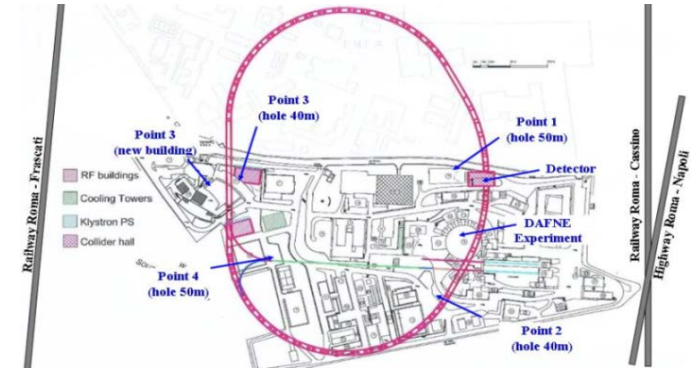 Point 3
(hole 40m)
Point 1
(hole 50m)
Point 3
(new building)
Detector
RF buildings
Cooling Towers
Klystron PS
Collider hall
DAFNE
Experiment
Point 4
(hole 50m)
Point 2
(hole 40m)
Railway Roma - Frascati
Railway Roma - Cassino
Highway Roma - Napoli